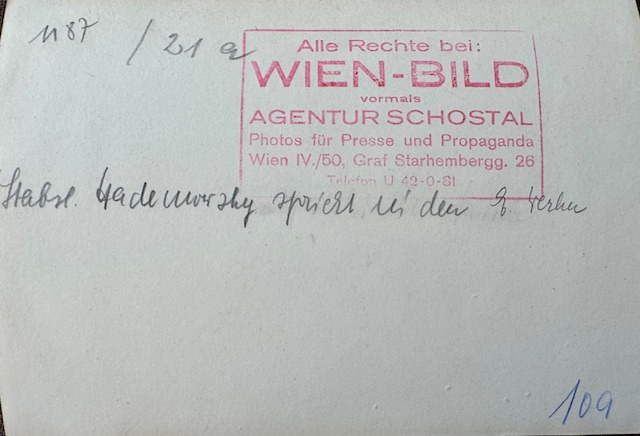 1187 / 21 a
Alle Rechte bei:
WIEN-BILD
vormals
AGENTUR SCHOSTAL
Photos für Presse und Propaganda
Wien IV./50, Graf Starhembergg. 26
Telefon U 42-0-81
spricht in den
109